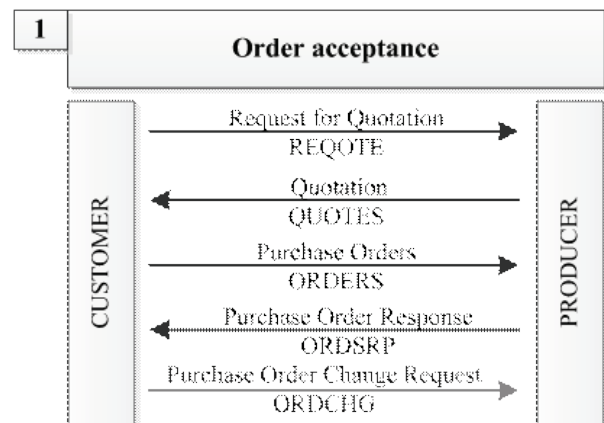 1
Order acceptance
Request for Quotation
REQOTE
Quotation
QUOTES
Purchase Orders
ORDERS
Purchase Order Response
ORDSRP
Purchase Order Change Request
ORDCHG
CUSTOMER
PRODUCER